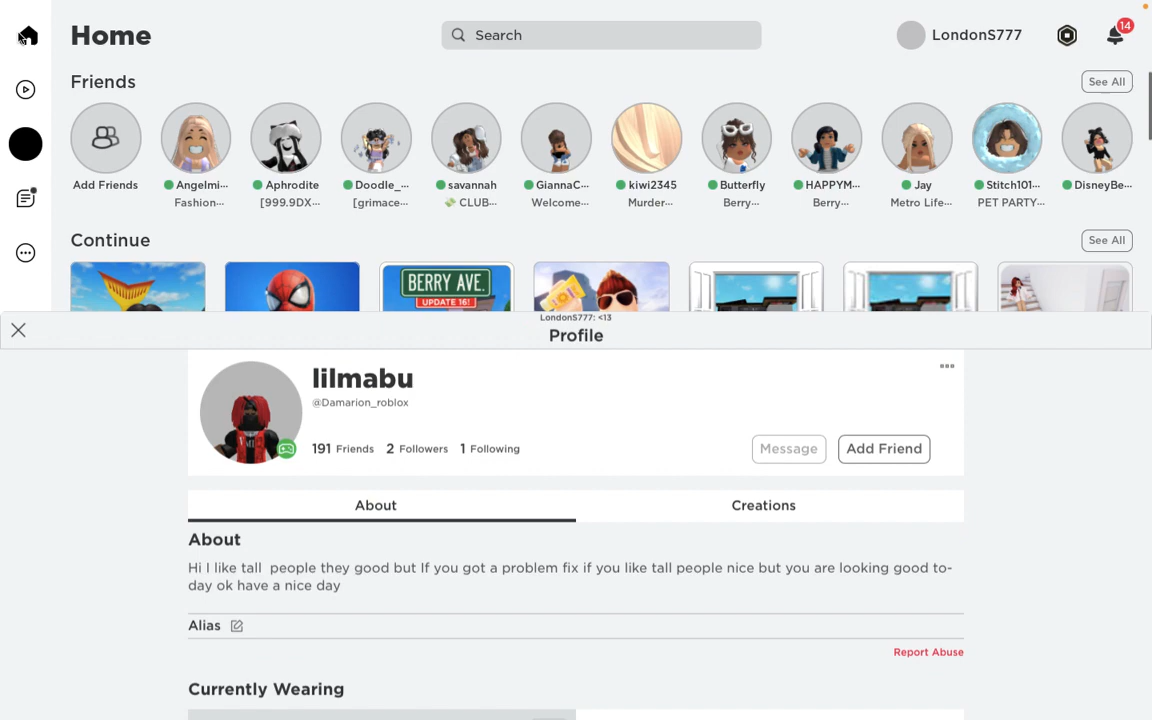 Home
Search
LondonS777
14
Friends
See All
Add Friends
Angelmi...
Aphrodite
Doodle_...
savannah
GiannaC...
kiwi2345
Butterfly
HAPPYM...
Jay
Stitch101...
DisneyBe...
Fashion...
[999.9DX...
[grimace...
💸 CLUB...
Welcome...
Murder...
Berry...
Berry...
Metro Life...
PET PARTY...
Continue
See All
BERRY AVE.
UPDATE 16!
LondonS777: <13
Profile
lilmabu
@Damarion_roblox
191 Friends 2 Followers 1 Following
Message
Add Friend
About
Creations
About
Hi I like tall people they good but If you got a problem fix if you like tall people nice but you are looking good to-
day ok have a nice day
Alias
Report Abuse
Currently Wearing